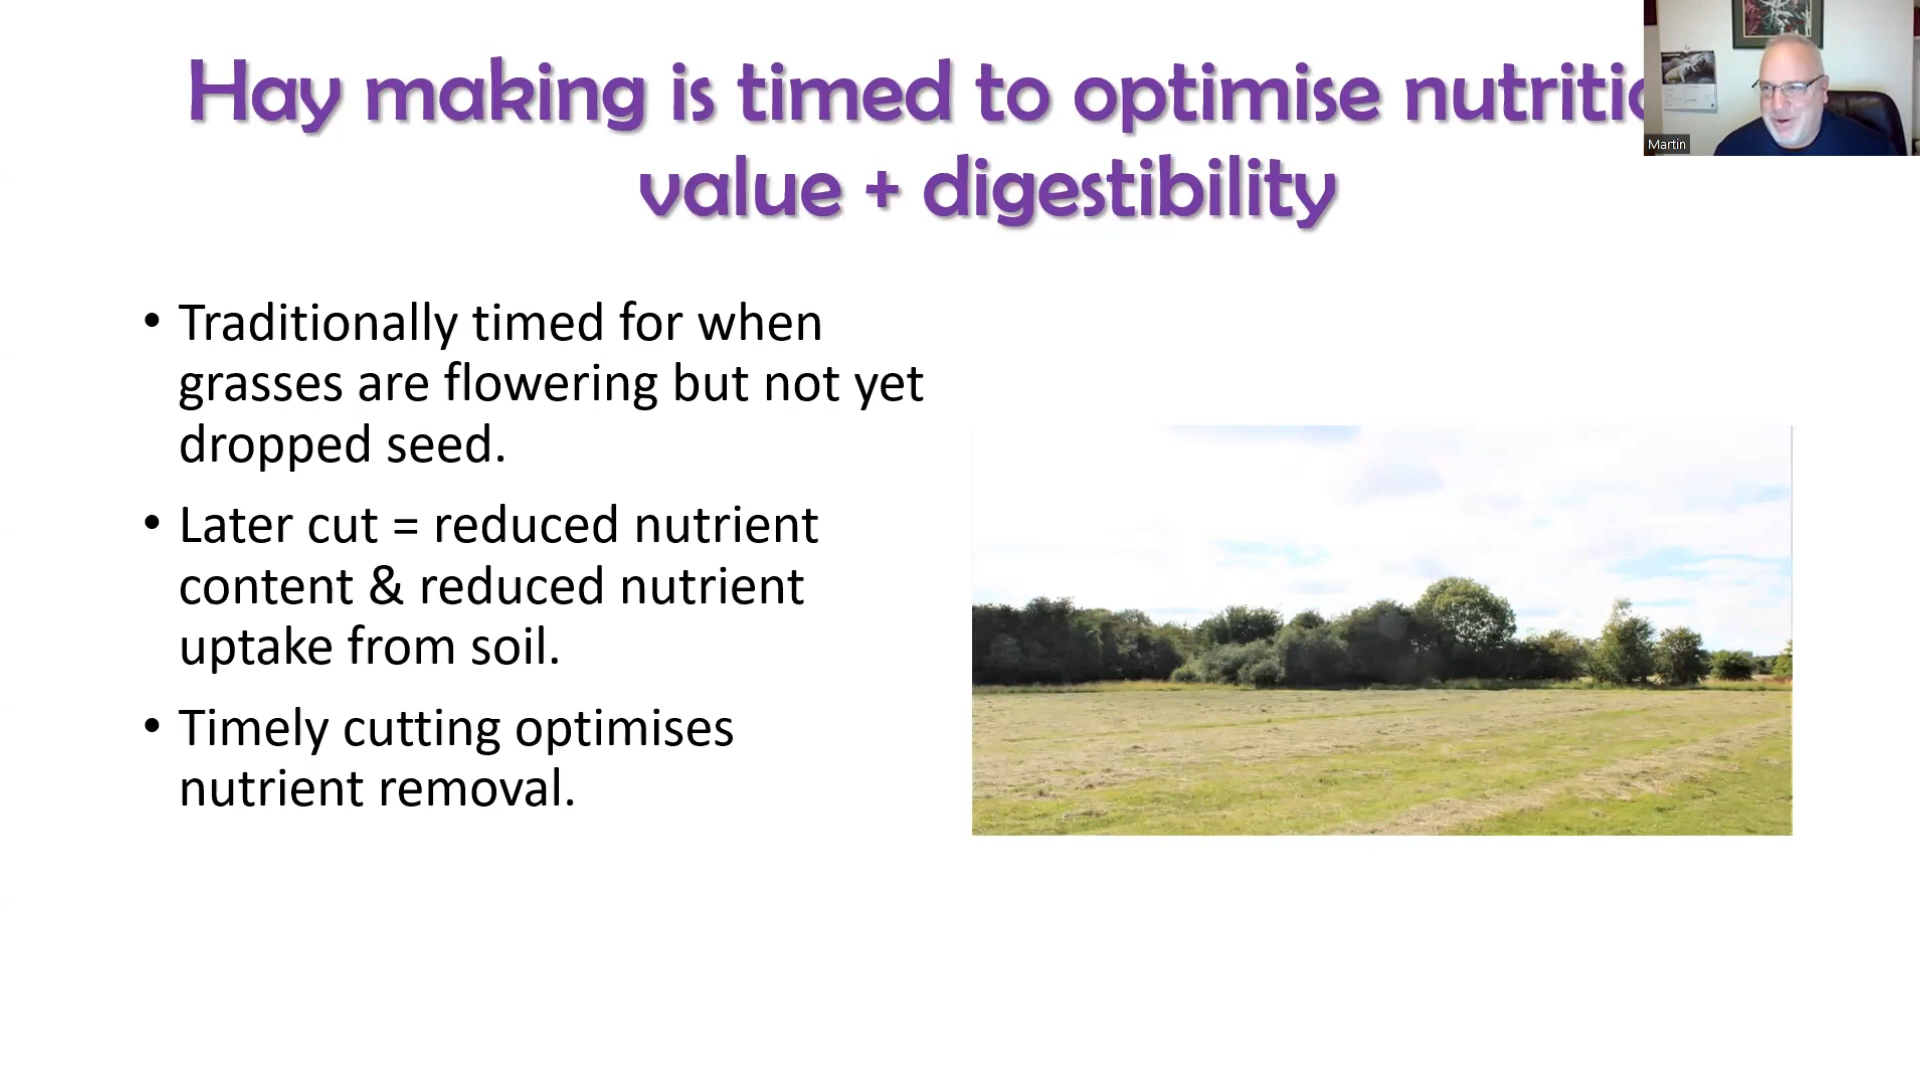 Hay making is timed to optimise
value + digestibility
• Traditionally timed for when
grasses are flowering but not yet
dropped seed.
• Later cut = reduced nutrient
content & reduced nutrient
uptake from soil.
• Timely cutting optimises
nutrient removal.
Martin